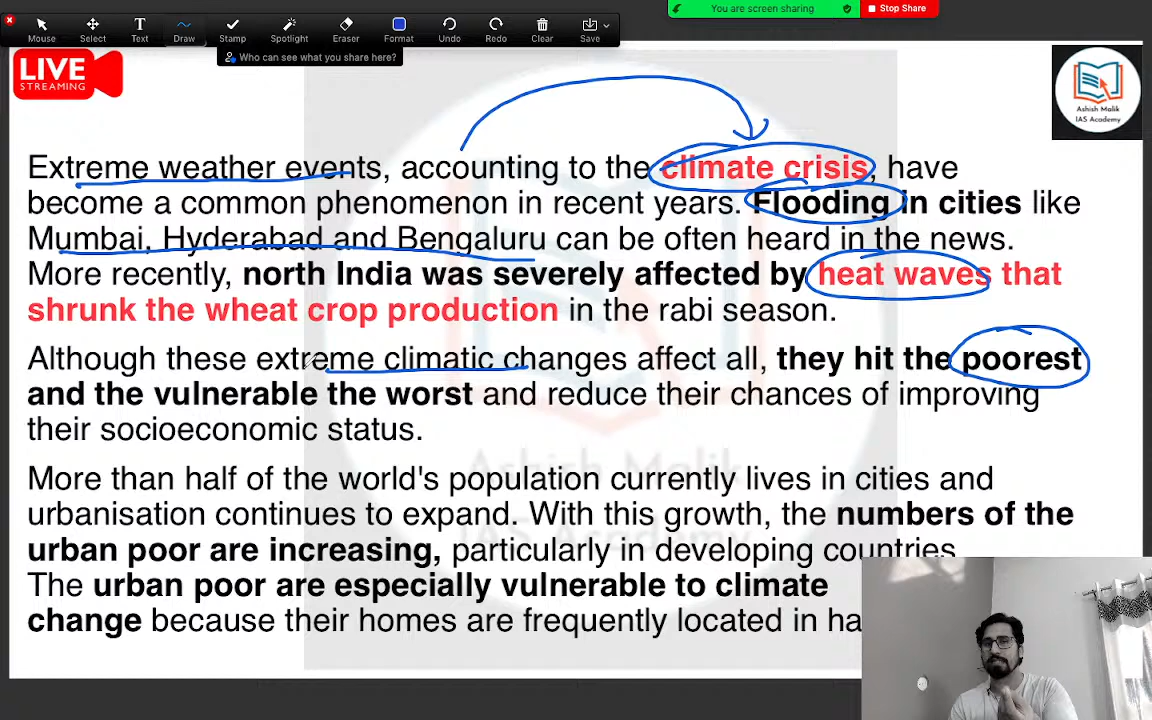 You are screen sharing
Stop Share
Mouse Select Text Draw Stamp Spotlight Eraser Format Undo Redo Clear Save
Who can see what you share here?
LIVE
STREAMING
Ashish Malik
IAS Academy
Extreme weather events, accounting to the climate crisis, have
become a common phenomenon in recent years. Flooding in cities like
Mumbai, Hyderabad and Bengaluru can be often heard in the news.
More recently, north India was severely affected by heat waves that
shrunk the wheat crop production in the rabi season.
Although these extreme climatic changes affect all, they hit the poorest
and the vulnerable the worst and reduce their chances of improving
their socioeconomic status.
Ashish Malik
More than half of the world's population currently lives in cities and
urbanisation continues to expand. With this growth, the numbers of the
IAS Academy
urban poor are increasing, particularly in developing countries.
The urban poor are especially vulnerable to climate
change because their homes are frequently located in ha